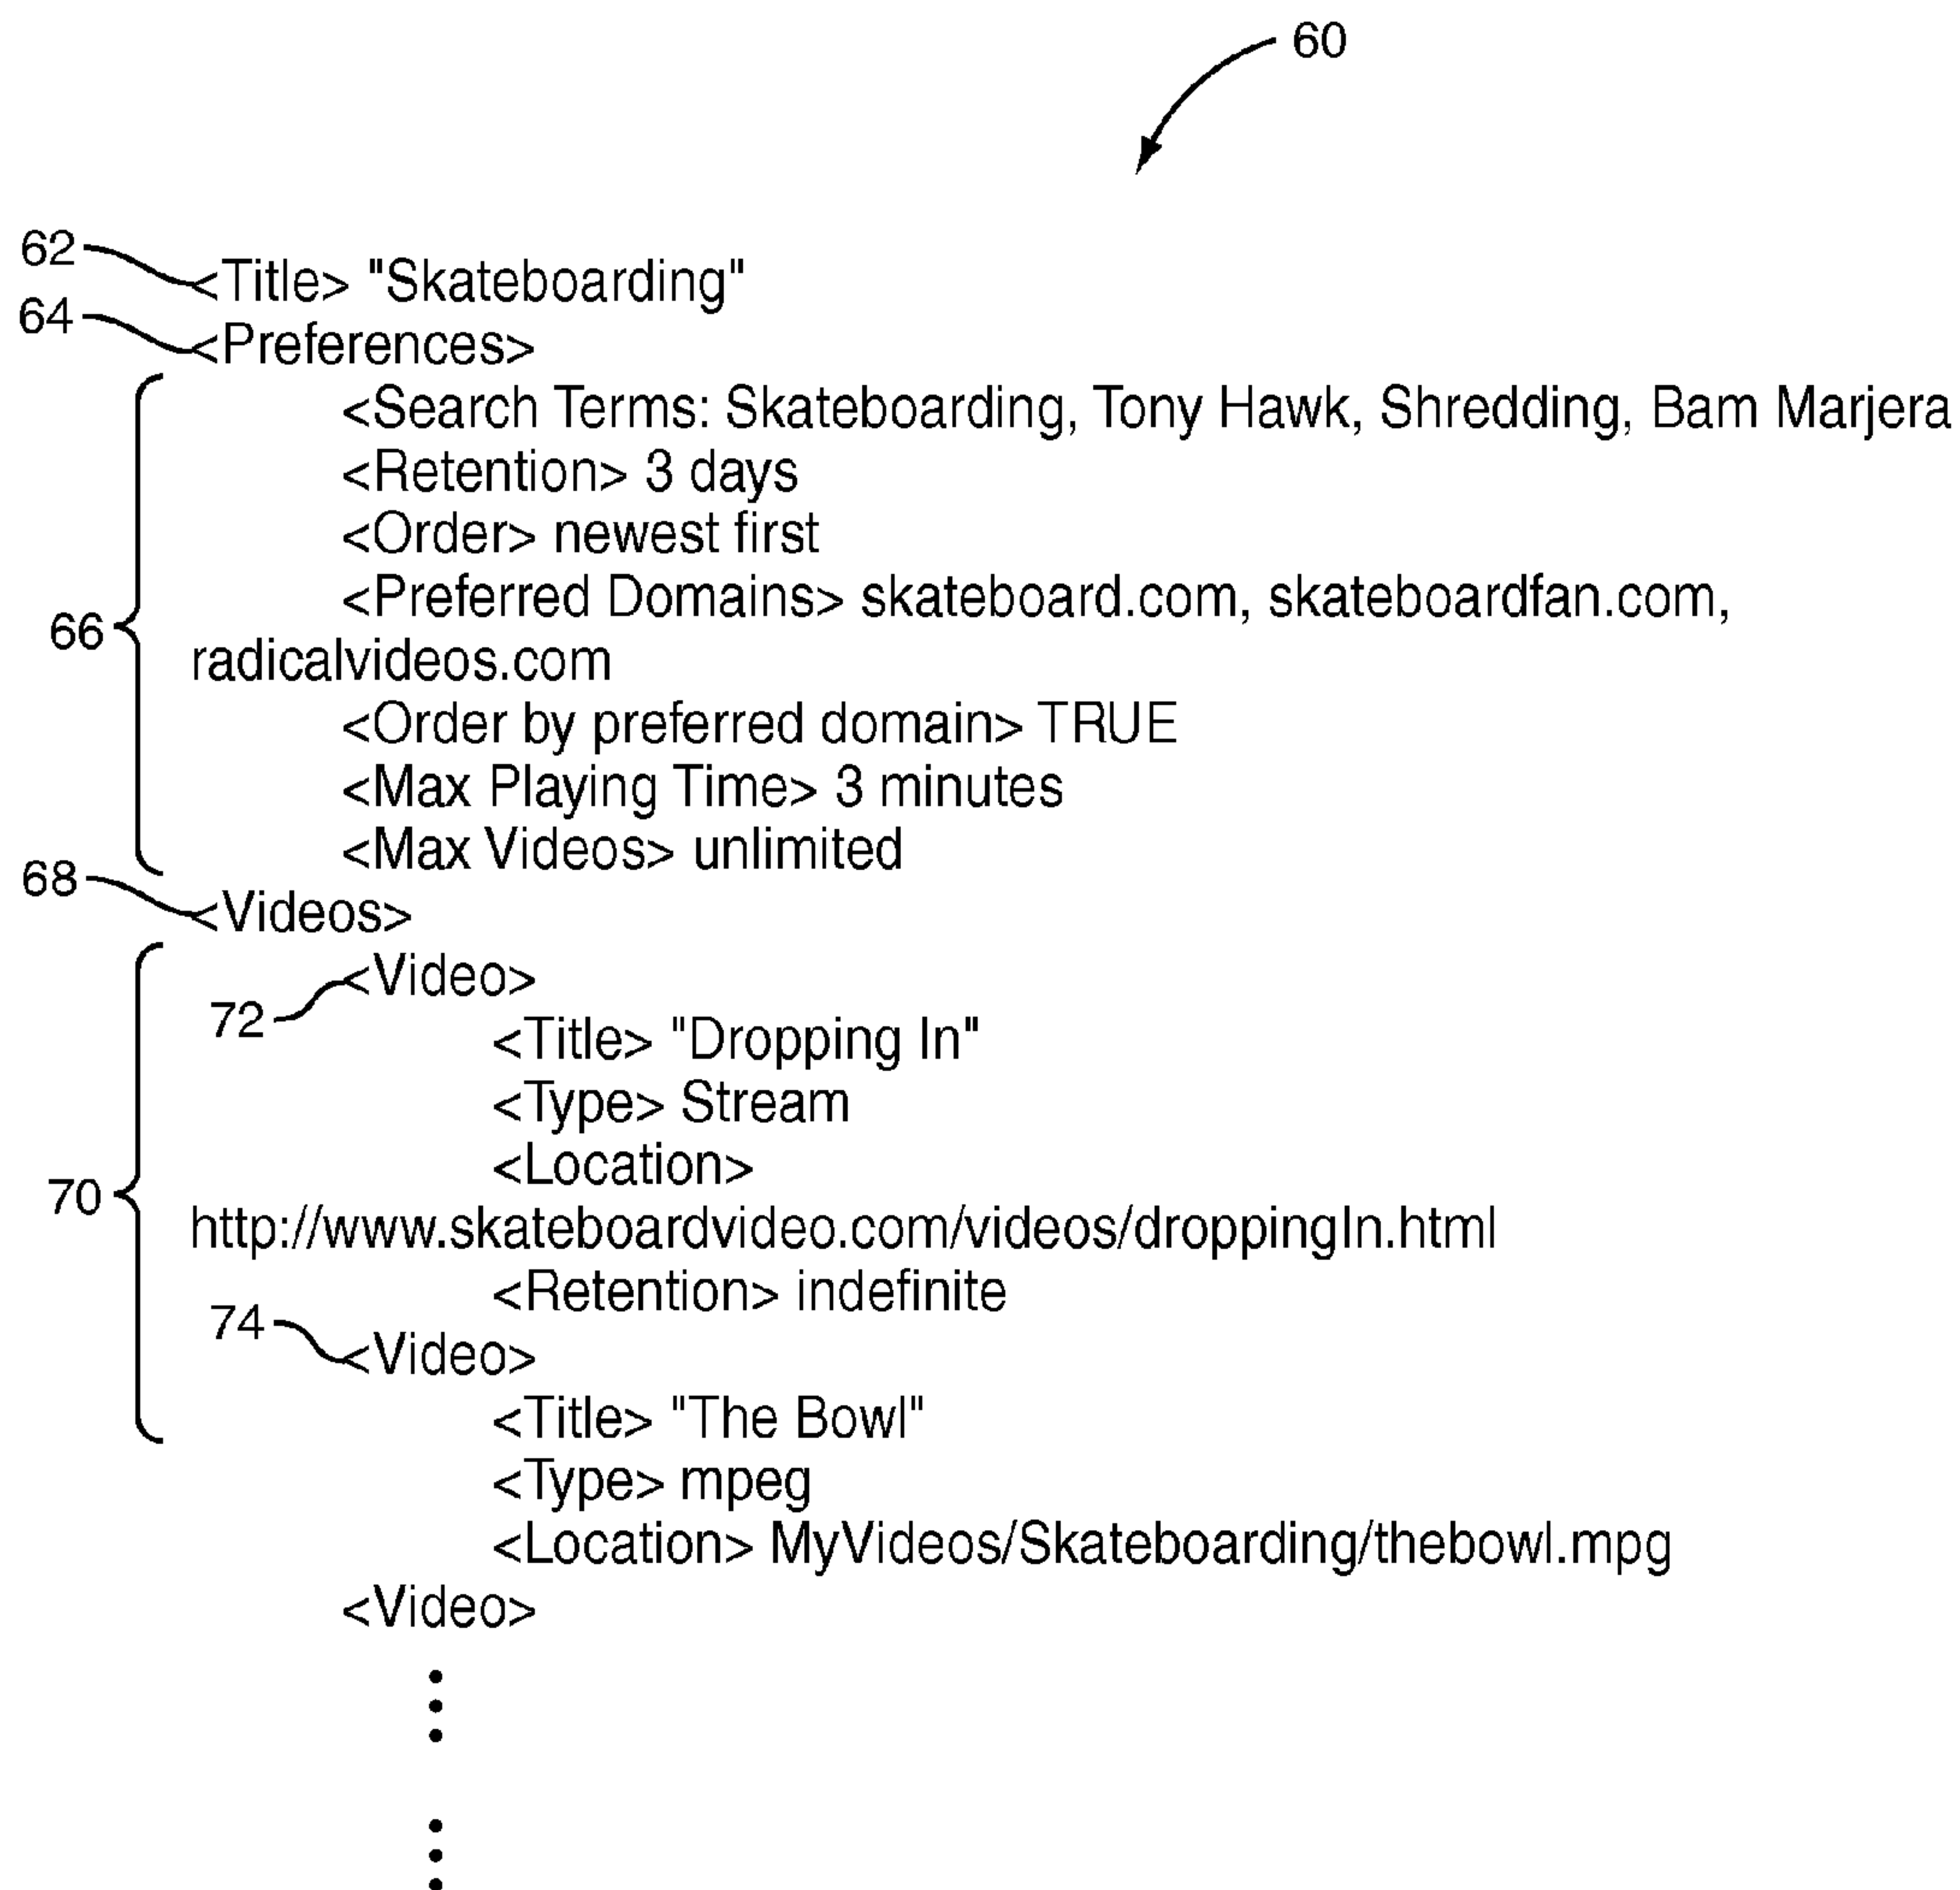 60
62
<Title> "Skateboarding"
64
<Preferences>
<Search Terms: Skateboarding, Tony Hawk, Shredding, Bam Marjera
<Retention> 3 days
<Order> newest first
<Preferred Domains> skateboard.com, skateboardfan.com,
66
radicalvideos.com
<Order by preferred domain> TRUE
<Max Playing Time> 3 minutes
<Max Videos> unlimited
68
<Videos>
<Video>
72
<Title> "Dropping In"
<Type> Stream
<Location>
70
http://www.skateboardvideo.com/videos/droppingIn.html
<Retention> indefinite
74
<Video>
<Title> "The Bowl"
<Type> mpeg
<Location> MyVideos/Skateboarding/thebowl.mpg
<Video>